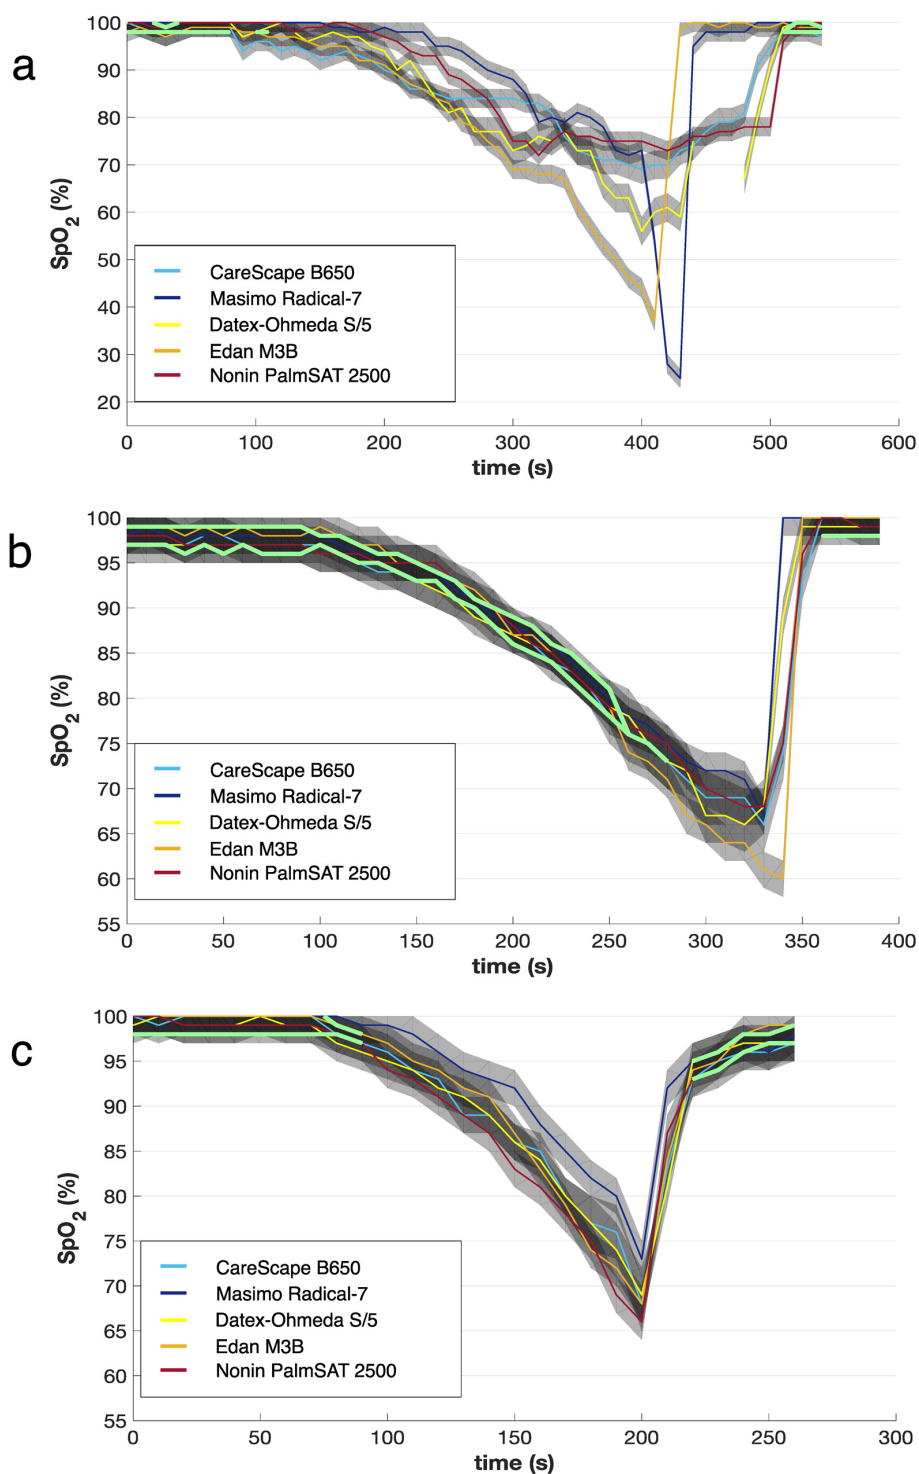 a
100
90
80
70
60
50
40
30
20
SpO2 (%)
CareScape B650
Masimo Radical-7
Datex-Ohmeda S/5
Edan M3B
Nonin PalmSAT 2500
0 100 200 300 400 500 600
time (s)
b
100
95
90
85
80
75
70
65
60
55
SpO2 (%)
CareScape B650
Masimo Radical-7
Datex-Ohmeda S/5
Edan M3B
Nonin PalmSAT 2500
0 50 100 150 200 250 300 350 400
time (s)
c
100
95
90
85
80
75
70
65
60
55
SpO2 (%)
CareScape B650
Masimo Radical-7
Datex-Ohmeda S/5
Edan M3B
Nonin PalmSAT 2500
0 50 100 150 200 250 300
time (s)